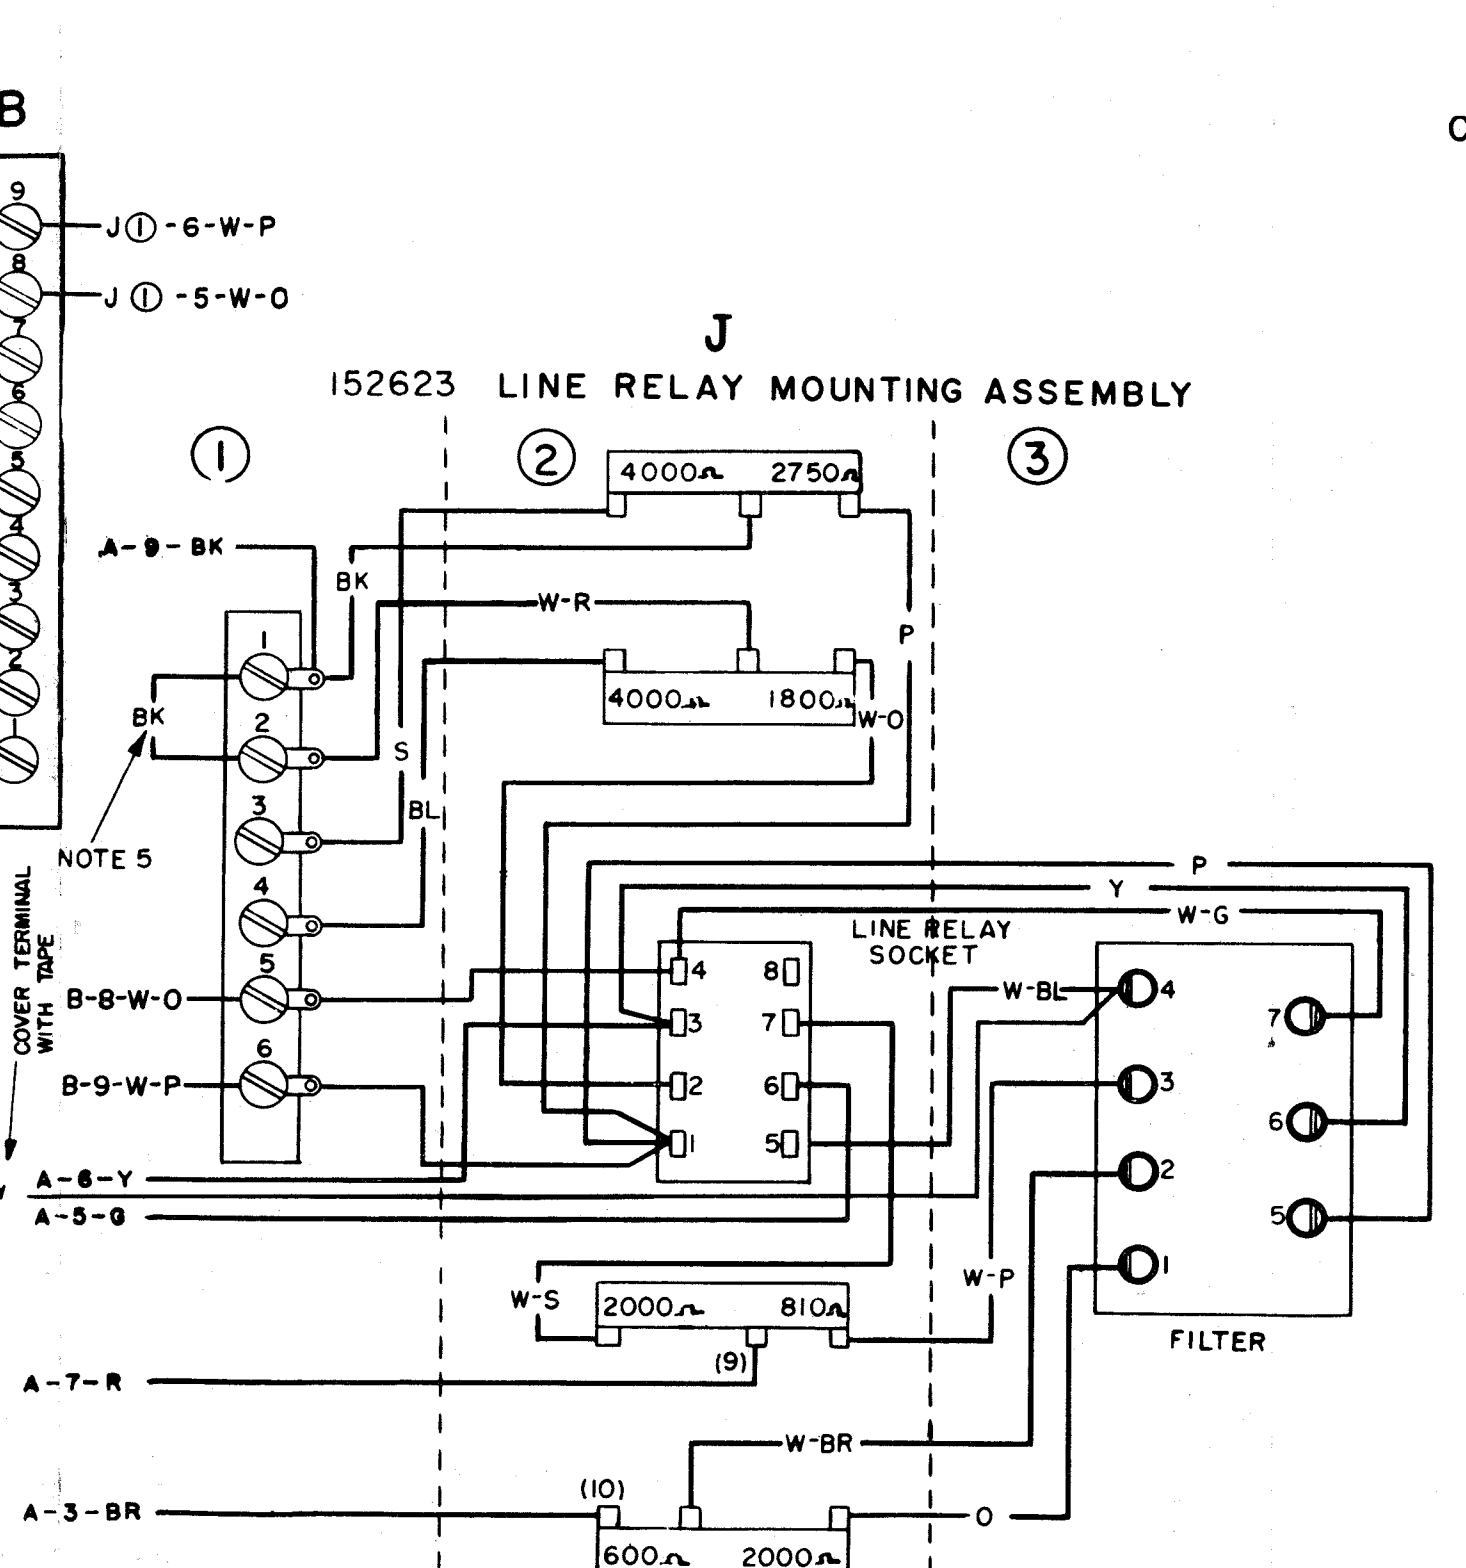 B
9
J①-6-W-P
8
J①-5-W-O
7
6
5
4
3
2
1
J
152623 LINE RELAY MOUNTING ASSEMBLY
① ② ③
4000Ω 2750Ω
A-9-BK
BK
W-R
P
1
4000Ω 1800Ω
W-O
BK
2
S
3
BL
NOTE 5
COVER TERMINAL
WITH TAPE
4
P
Y
W-G
LINE RELAY
SOCKET
5
B-8-W-O
4 8
W-BL
4
3 7
7
6
B-9-W-P
2 6
3
6
1 5
2
A-6-Y
A-5-G
5
1
W-P
W-S
2000Ω 810Ω
FILTER
(9)
A-7-R
W-BR
(10)
A-3-BR
O
600Ω 2000Ω